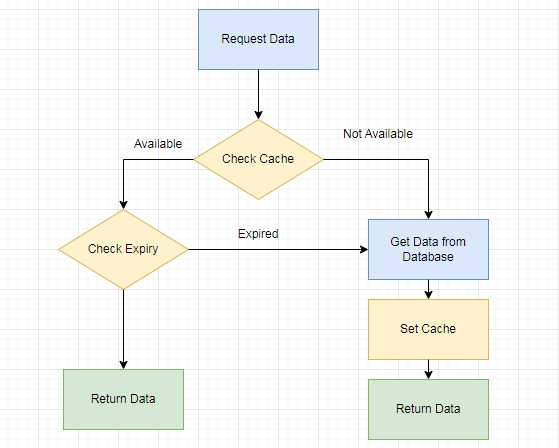 Request Data
Available
Not Available
Check Cache
Expired
Check Expiry
Get Data from
Database
Set Cache
Return Data
Return Data